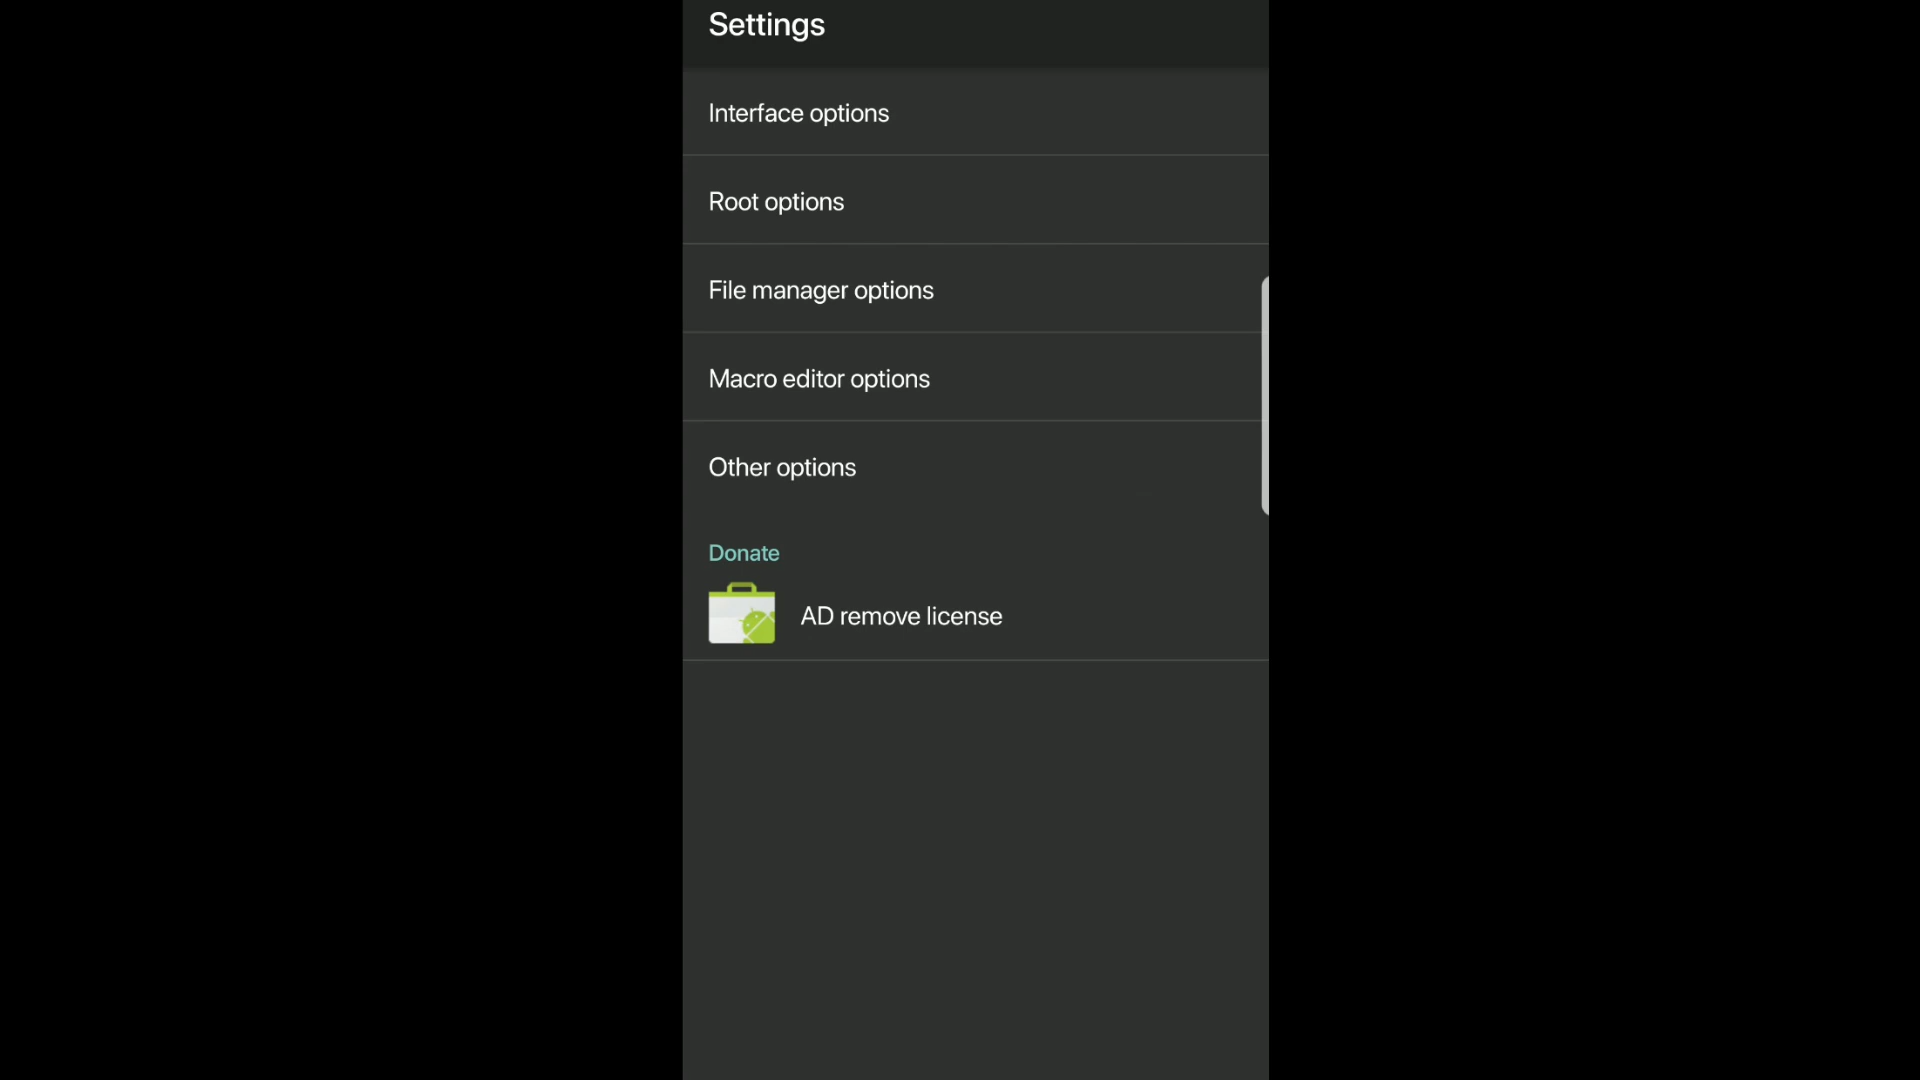 Settings
Interface options
Root options
File manager options
Macro editor options
Other options
Donate
AD remove license